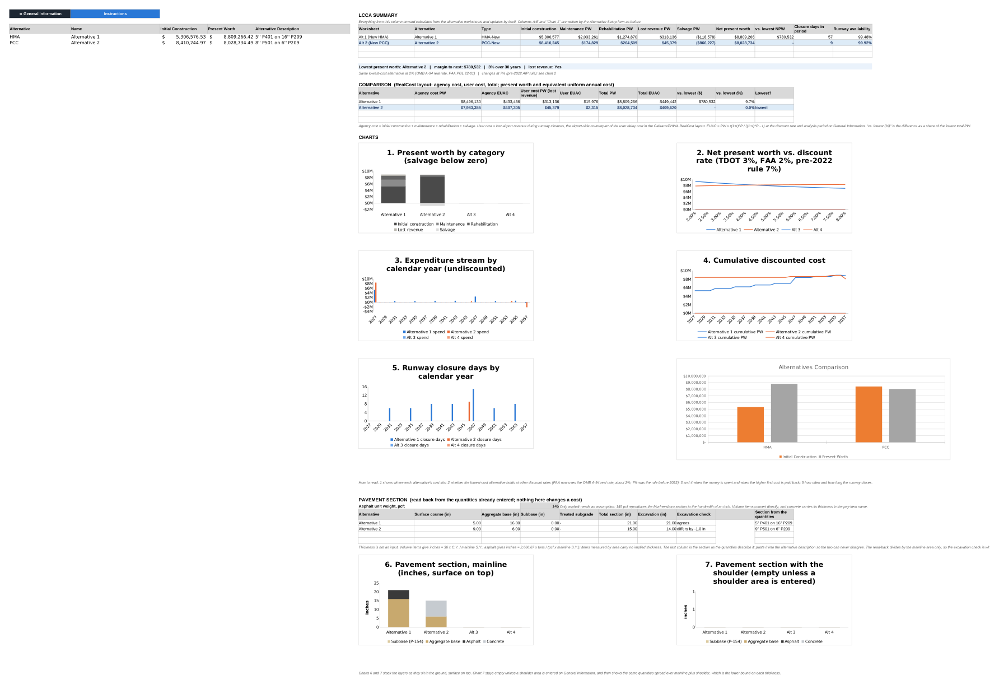 ◄ General Information Instructions
Alternative Name Initial Construction Present Worth Alternative Description
HMA Alternative 1 $ 5,306,576.53 $ 8,809,266.42 5'' P401 on 16'' P209
PCC Alternative 2 $ 8,410,244.97 $ 8,028,734.49 8'' P501 on 6'' P209
LCCA SUMMARY
Everything from this column onward calculates from the alternative worksheets and updates by itself. Columns A:E and "Chart 1" are written by the Alternative Setup form as before.
Worksheet Alternative Type Initial construction Maintenance PW Rehabilitation PW Lost revenue PW Salvage PW Net present worth vs. lowest NPW Closure days in period Runway availability
Alt 1 (New HMA) Alternative 1 HMA-New $5,306,577 $2,033,261 $1,274,870 $313,136 ($118,578) $8,809,266 $780,532 57 99.48%
Alt 2 (New PCC) Alternative 2 PCC-New $8,410,245 $174,829 $264,509 $45,379 ($866,227) $8,028,734 - 9 99.92%
Lowest present worth: Alternative 2 | margin to next: $780,532 | 3% over 30 years | lost revenue: Yes
Same lowest-cost alternative at 2% (OMB A-94 real rate, FAA PGL 22-01) | changes at 7% (pre-2022 AIP rule): see chart 2
COMPARISON (RealCost layout: agency cost, user cost, total; present worth and equivalent uniform annual cost)
Alternative Agency cost PW Agency EUAC User cost PW (lost revenue) User EUAC Total PW Total EUAC vs. lowest ($) vs. lowest (%) Lowest?
Alternative 1 $8,496,130 $433,466 $313,136 $15,976 $8,809,266 $449,442 $780,532 9.7%
Alternative 2 $7,983,355 $407,305 $45,379 $2,315 $8,028,734 $409,620 - 0.0% lowest
Agency cost = initial construction + maintenance + rehabilitation + salvage. User cost = lost airport revenue during runway closures, the airport-side counterpart of the user delay cost in the Caltrans/FHWA RealCost layout. EUAC = PW x r(1+r)^P / ((1+r)^P - 1) at the discount rate and analysis period on General Information. "vs. lowest (%)" is the difference as a share of the lowest total PW.
CHARTS
1. Present worth by category
(salvage below zero)
$10M
$8M
$6M
$4M
$2M
$0M
-$2M
Alternative 1 Alternative 2 Alt 3 Alt 4
Initial construction Maintenance Rehabilitation
Lost revenue Salvage
2. Net present worth vs. discount
rate (TDOT 3%, FAA 2%, pre-2022
rule 7%)
$10M
$8M
$6M
$4M
$2M
$0M
2.00% 2.50% 3.00% 3.50% 4.00% 4.50% 5.00% 5.50% 6.00% 6.50% 7.00% 7.50% 8.00%
Alternative 1 Alternative 2 Alt 3 Alt 4
3. Expenditure stream by
calendar year (undiscounted)
$10M
$8M
$6M
$4M
$2M
$0M
-$2M
-$4M
2027 2029 2031 2033 2035 2037 2039 2041 2043 2045 2047 2049 2051 2053 2055 2057
Alternative 1 spend Alternative 2 spend
Alt 3 spend Alt 4 spend
4. Cumulative discounted cost
$10M
$8M
$6M
$4M
$2M
$0M
2027 2029 2031 2033 2035 2037 2039 2041 2043 2045 2047 2049 2051 2053 2055 2057
Alternative 1 cumulative PW Alternative 2 cumulative PW
Alt 3 cumulative PW Alt 4 cumulative PW
5. Runway closure days by
calendar year
16
12
8
4
0
2027 2029 2031 2033 2035 2037 2039 2041 2043 2045 2047 2049 2051 2053 2055 2057
Alternative 1 closure days Alternative 2 closure days
Alt 3 closure days Alt 4 closure days
Alternatives Comparison
$10,000,000
$9,000,000
$8,000,000
$7,000,000
$6,000,000
$5,000,000
$4,000,000
$3,000,000
$2,000,000
$1,000,000
$-
HMA PCC
Initial Construction Present Worth
How to read: 1 shows where each alternative's cost sits; 2 whether the lowest-cost alternative holds at other discount rates (FAA now uses the OMB A-94 real rate, about 2%; 7% was the rule before 2022); 3 and 4 when the money is spent and when the higher first cost is paid back; 5 how often and how long the runway closes.
PAVEMENT SECTION (read back from the quantities already entered; nothing here changes a cost)
Asphalt unit weight, pcf: 145 Only asphalt needs an assumption: 145 pcf reproduces the Murfreesboro section to the hundredth of an inch. Volume items convert directly, and concrete carries its thickness in the pay-item name.
Alternative Surface course (in) Aggregate base (in) Subbase (in) Treated subgrade Total section (in) Excavation (in) Excavation check Section from the quantities
Alternative 1 5.00 16.00 0.00 - 21.00 21.00 agrees 5" P401 on 16" P209
Alternative 2 9.00 6.00 0.00 - 15.00 14.00 differs by -1.0 in 9" P501 on 6" P209
Thickness is not an input. Volume items give inches = 36 x C.Y. / mainline S.Y.; asphalt gives inches = 2,666.67 x tons / (pcf x mainline S.Y.); items measured by area carry no implied thickness. The last column is the section as the quantities describe it: paste it into the alternative description so the two can never disagree. The read-back divides by the mainline area only, so the excavation check is wh
6. Pavement section, mainline
(inches, surface on top)
inches
25
20
15
10
5
0
Alternative 1 Alternative 2 Alt 3 Alt 4
Subbase (P-154) Aggregate base Asphalt Concrete
7. Pavement section with the
shoulder (empty unless a
shoulder area is entered)
inches
1
1
0
Alternative 1 Alternative 2 Alt 3 Alt 4
Subbase (P-154) Aggregate base Asphalt Concrete
Charts 6 and 7 stack the layers as they sit in the ground, surface on top. Chart 7 stays empty unless a shoulder area is entered on General Information, and then shows the same quantities spread over mainline plus shoulder, which is the lower bound on each thickness.